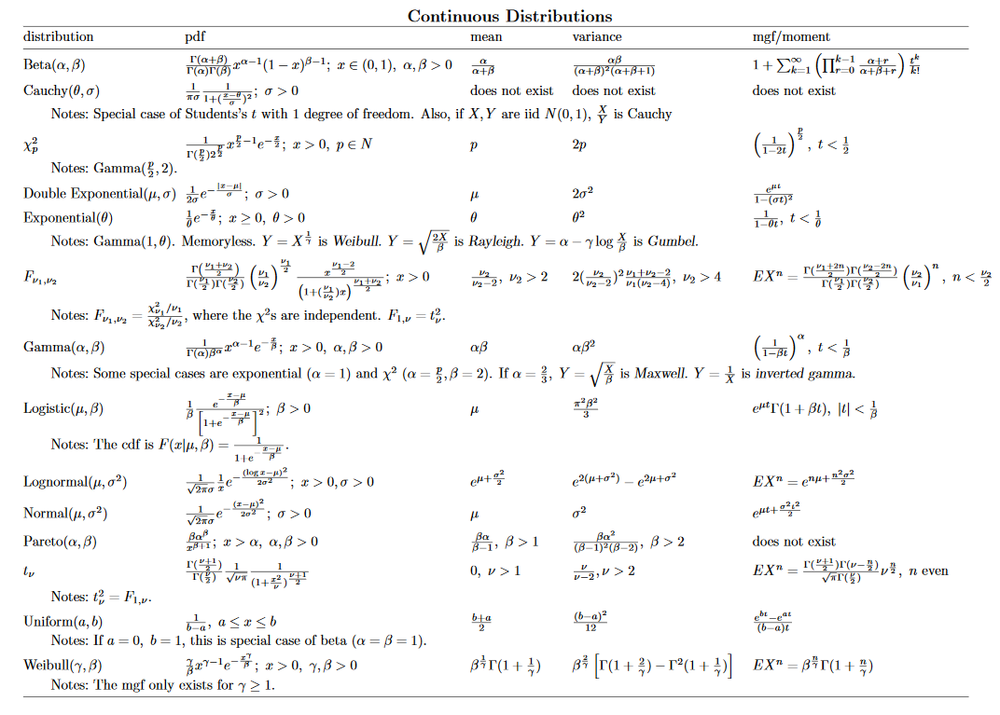 Continuous Distributions
distribution pdf mean variance mgf/moment
Beta(α, β) $\frac{\Gamma(\alpha+\beta)}{\Gamma(\alpha)\Gamma(\beta)} x^{\alpha-1}(1-x)^{\beta-1}$; $x \in (0,1)$, $\alpha, \beta > 0$ $\frac{\alpha}{\alpha+\beta}$ $\frac{\alpha\beta}{(\alpha+\beta)^2(\alpha+\beta+1)}$ $1 + \sum_{k=1}^{\infty} \left( \prod_{r=0}^{k-1} \frac{\alpha+r}{\alpha+\beta+r} \right) \frac{t^k}{k!}$
Cauchy(θ, σ) $\frac{1}{\pi\sigma} \frac{1}{1+(\frac{x-\theta}{\sigma})^2}$; $\sigma > 0$ does not exist does not exist does not exist
Notes: Special case of Students's $t$ with 1 degree of freedom. Also, if $X, Y$ are iid $N(0,1)$, $\frac{X}{Y}$ is Cauchy
$\chi_p^2$ $\frac{1}{\Gamma(\frac{p}{2})2^{\frac{p}{2}}} x^{\frac{p}{2}-1} e^{-\frac{x}{2}}$; $x > 0$, $p \in N$ $p$ $2p$ $\left( \frac{1}{1-2t} \right)^{\frac{p}{2}}$, $t < \frac{1}{2}$
Notes: Gamma($\frac{p}{2}$, 2).
Double Exponential(μ, σ) $\frac{1}{2\sigma} e^{-\frac{|x-\mu|}{\sigma}}$; $\sigma > 0$ $\mu$ $2\sigma^2$ $\frac{e^{\mu t}}{1-(\sigma t)^2}$
Exponential(θ) $\frac{1}{\theta} e^{-\frac{x}{\theta}}$; $x \geq 0$, $\theta > 0$ $\theta$ $\theta^2$ $\frac{1}{1-\theta t}$, $t < \frac{1}{\theta}$
Notes: Gamma(1, θ). Memoryless. $Y = X^{\frac{1}{\gamma}}$ is Weibull. $Y = \sqrt{\frac{2X}{\beta}}$ is Rayleigh. $Y = \alpha - \gamma \log \frac{X}{\beta}$ is Gumbel.
$F_{\nu_1,\nu_2}$ $\frac{\Gamma(\frac{\nu_1+\nu_2}{2})}{\Gamma(\frac{\nu_1}{2})\Gamma(\frac{\nu_2}{2})} \left( \frac{\nu_1}{\nu_2} \right)^{\frac{\nu_1}{2}} \frac{x^{\frac{\nu_1-2}{2}}}{\left(1+(\frac{\nu_1}{\nu_2})x\right)^{\frac{\nu_1+\nu_2}{2}}}$; $x > 0$ $\frac{\nu_2}{\nu_2-2}$, $\nu_2 > 2$ $2(\frac{\nu_2}{\nu_2-2})^2 \frac{\nu_1+\nu_2-2}{\nu_1(\nu_2-4)}$, $\nu_2 > 4$ $EX^n = \frac{\Gamma(\frac{\nu_1+2n}{2})\Gamma(\frac{\nu_2-2n}{2})}{\Gamma(\frac{\nu_1}{2})\Gamma(\frac{\nu_2}{2})} \left( \frac{\nu_2}{\nu_1} \right)^n$, $n < \frac{\nu_2}{2}$
Notes: $F_{\nu_1,\nu_2} = \frac{\chi_{\nu_1}^2/\nu_1}{\chi_{\nu_2}^2/\nu_2}$, where the $\chi^2$s are independent. $F_{1,\nu} = t_\nu^2$.
Gamma(α, β) $\frac{1}{\Gamma(\alpha)\beta^\alpha} x^{\alpha-1} e^{-\frac{x}{\beta}}$; $x > 0$, $\alpha, \beta > 0$ $\alpha\beta$ $\alpha\beta^2$ $\left( \frac{1}{1-\beta t} \right)^\alpha$, $t < \frac{1}{\beta}$
Notes: Some special cases are exponential ($\alpha = 1$) and $\chi^2$ ($\alpha = \frac{p}{2}, \beta = 2$). If $\alpha = \frac{2}{3}$, $Y = \sqrt{\frac{X}{\beta}}$ is Maxwell. $Y = \frac{1}{X}$ is inverted gamma.
Logistic(μ, β) $\frac{1}{\beta} \frac{e^{-\frac{x-\mu}{\beta}}}{\left[1+e^{-\frac{x-\mu}{\beta}}\right]^2}$; $\beta > 0$ $\mu$ $\frac{\pi^2\beta^2}{3}$ $e^{\mu t}\Gamma(1+\beta t)$, $|t| < \frac{1}{\beta}$
Notes: The cdf is $F(x|\mu, \beta) = \frac{1}{1+e^{-\frac{x-\mu}{\beta}}}$.
Lognormal(μ, σ²) $\frac{1}{\sqrt{2\pi}\sigma} \frac{1}{x} e^{-\frac{(\log x-\mu)^2}{2\sigma^2}}$; $x > 0, \sigma > 0$ $e^{\mu+\frac{\sigma^2}{2}}$ $e^{2(\mu+\sigma^2)} - e^{2\mu+\sigma^2}$ $EX^n = e^{n\mu+\frac{n^2\sigma^2}{2}}$
Normal(μ, σ²) $\frac{1}{\sqrt{2\pi}\sigma} e^{-\frac{(x-\mu)^2}{2\sigma^2}}$; $\sigma > 0$ $\mu$ $\sigma^2$ $e^{\mu t+\frac{\sigma^2t^2}{2}}$
Pareto(α, β) $\frac{\beta\alpha^\beta}{x^{\beta+1}}$; $x > \alpha$, $\alpha, \beta > 0$ $\frac{\beta\alpha}{\beta-1}$, $\beta > 1$ $\frac{\beta\alpha^2}{(\beta-1)^2(\beta-2)}$, $\beta > 2$ does not exist
$t_\nu$ $\frac{\Gamma(\frac{\nu+1}{2})}{\Gamma(\frac{\nu}{2})} \frac{1}{\sqrt{\nu\pi}} \frac{1}{(1+\frac{x^2}{\nu})^{\frac{\nu+1}{2}}}$ $0$, $\nu > 1$ $\frac{\nu}{\nu-2}, \nu > 2$ $EX^n = \frac{\Gamma(\frac{\nu+1}{2})\Gamma(\nu-\frac{n}{2})}{\sqrt{\pi}\Gamma(\frac{\nu}{2})} \nu^{\frac{n}{2}}$, $n$ even
Notes: $t_\nu^2 = F_{1,\nu}$.
Uniform(a, b) $\frac{1}{b-a}$, $a \leq x \leq b$ $\frac{b+a}{2}$ $\frac{(b-a)^2}{12}$ $\frac{e^{bt}-e^{at}}{(b-a)t}$
Notes: If $a = 0$, $b = 1$, this is special case of beta ($\alpha = \beta = 1$).
Weibull(γ, β) $\frac{\gamma}{\beta} x^{\gamma-1} e^{-\frac{x^\gamma}{\beta}}$; $x > 0$, $\gamma, \beta > 0$ $\beta^{\frac{1}{\gamma}}\Gamma(1+\frac{1}{\gamma})$ $\beta^{\frac{2}{\gamma}} \left[ \Gamma(1+\frac{2}{\gamma}) - \Gamma^2(1+\frac{1}{\gamma}) \right]$ $EX^n = \beta^{\frac{n}{\gamma}}\Gamma(1+\frac{n}{\gamma})$
Notes: The mgf only exists for $\gamma \geq 1$.